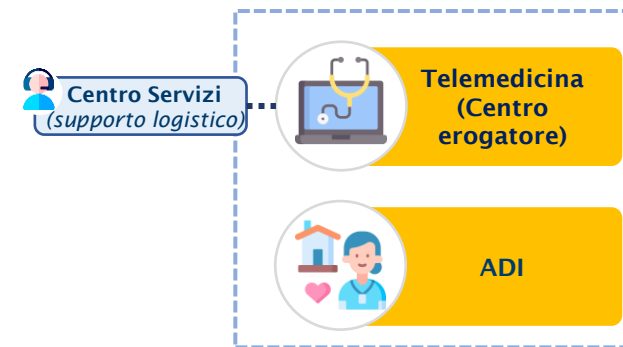 Centro Servizi
(supporto logistico)
Telemedicina
(Centro
erogatore)
ADI